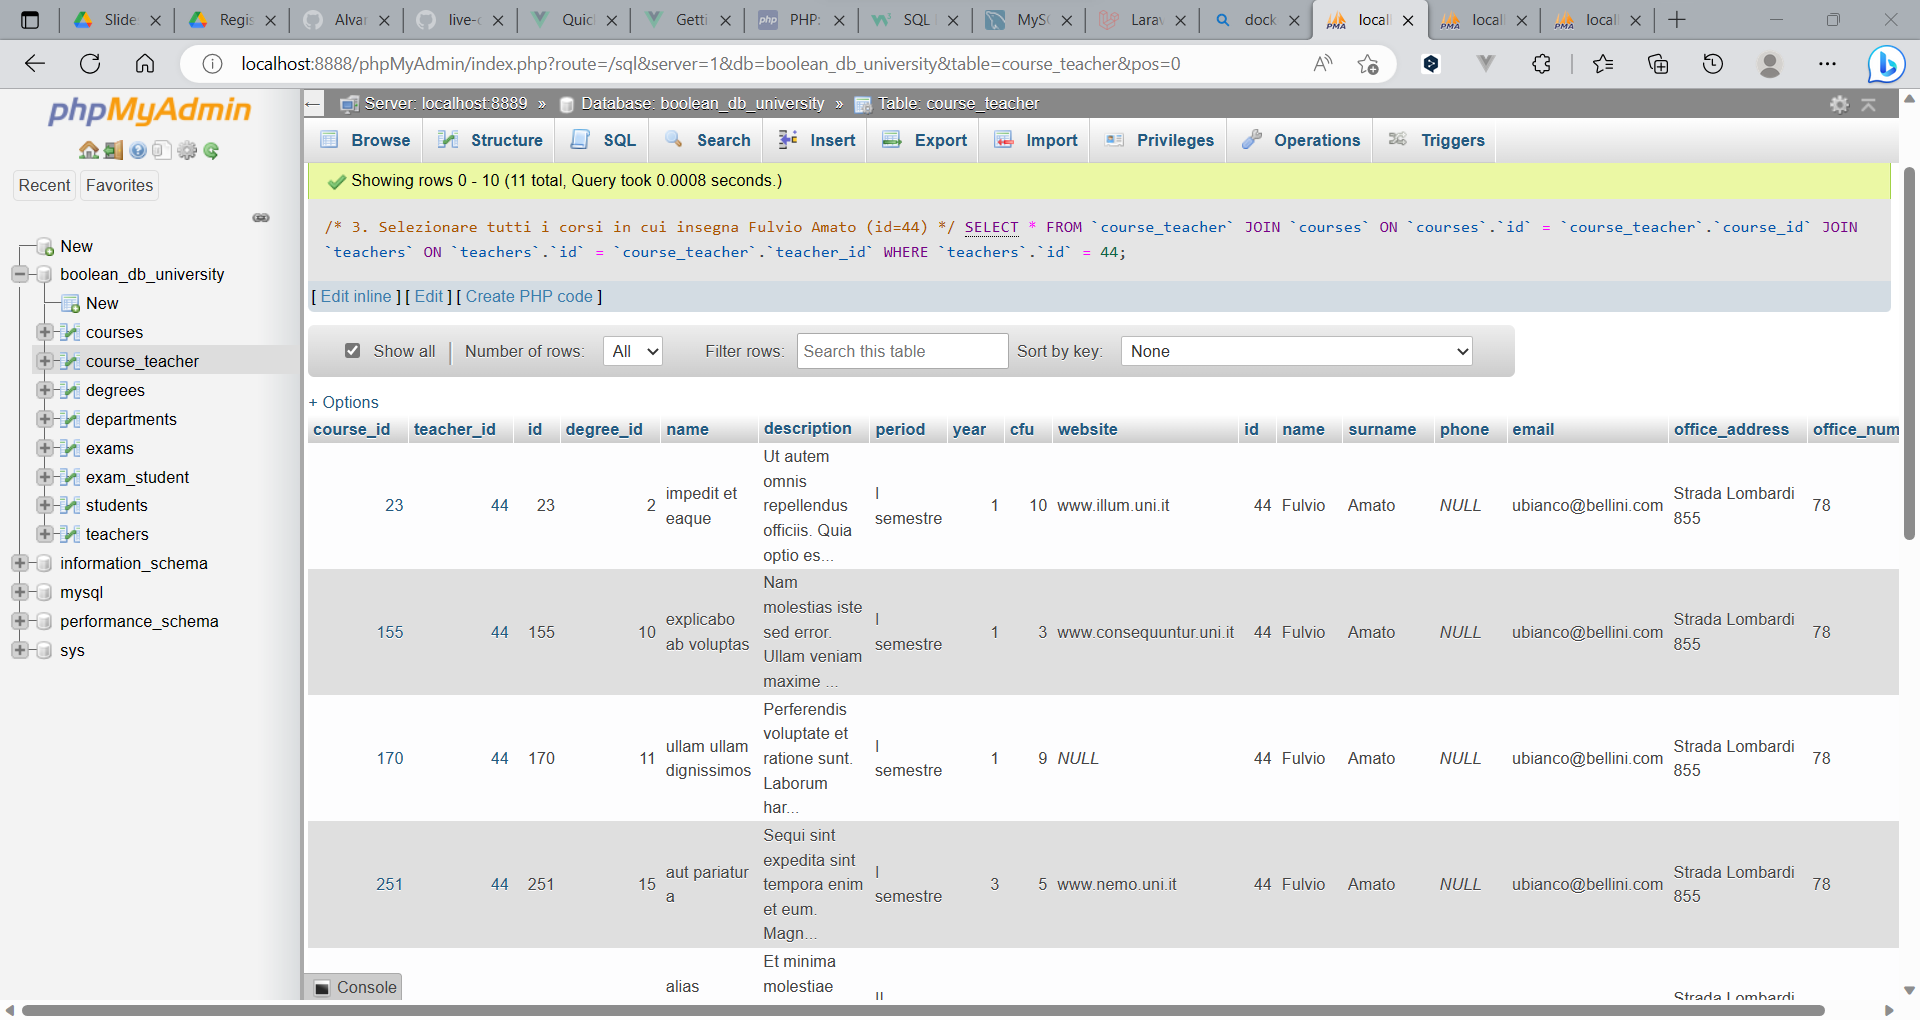 Slide
Regis
Alvar
live-c
Quic
Getti
PHP:
SQL
MySQ
Larav
dock
locall
locall
locall
localhost:8888/phpMyAdmin/index.php?route=/sql&server=1&db=boolean_db_university&table=course_teacher&pos=0
phpMyAdmin
Recent Favorites
New
boolean_db_university
New
courses
course_teacher
degrees
departments
exams
exam_student
students
teachers
information_schema
mysql
performance_schema
sys
Server: localhost:8889 » Database: boolean_db_university » Table: course_teacher
Browse Structure SQL Search Insert Export Import Privileges Operations Triggers
Showing rows 0 - 10 (11 total, Query took 0.0008 seconds.)
/* 3. Selezionare tutti i corsi in cui insegna Fulvio Amato (id=44) */ SELECT * FROM `course_teacher` JOIN `courses` ON `courses`.`id` = `course_teacher`.`course_id` JOIN
`teachers` ON `teachers`.`id` = `course_teacher`.`teacher_id` WHERE `teachers`.`id` = 44;
[ Edit inline ] [ Edit ] [ Create PHP code ]
Show all Number of rows: All Filter rows: Search this table Sort by key: None
+ Options
course_id teacher_id id degree_id name description period year cfu website id name surname phone email office_address office_num
23 44 23 2 impedit et eaque Ut autem omnis repellendus officiis. Quia optio es... I semestre 1 10 www.illum.uni.it 44 Fulvio Amato NULL ubianco@bellini.com Strada Lombardi 855 78
155 44 155 10 explicabo ab voluptas Nam molestias iste sed error. Ullam veniam maxime ... I semestre 1 3 www.consequuntur.uni.it 44 Fulvio Amato NULL ubianco@bellini.com Strada Lombardi 855 78
170 44 170 11 ullam ullam dignissimos Perferendis voluptate et ratione sunt. Laborum har... I semestre 1 9 NULL 44 Fulvio Amato NULL ubianco@bellini.com Strada Lombardi 855 78
251 44 251 15 aut pariatur a Sequi sint expedita sint tempora enim et eum. Magn... I semestre 3 5 www.nemo.uni.it 44 Fulvio Amato NULL ubianco@bellini.com Strada Lombardi 855 78
alias Et minima molestiae II Strada Lombardi
Console